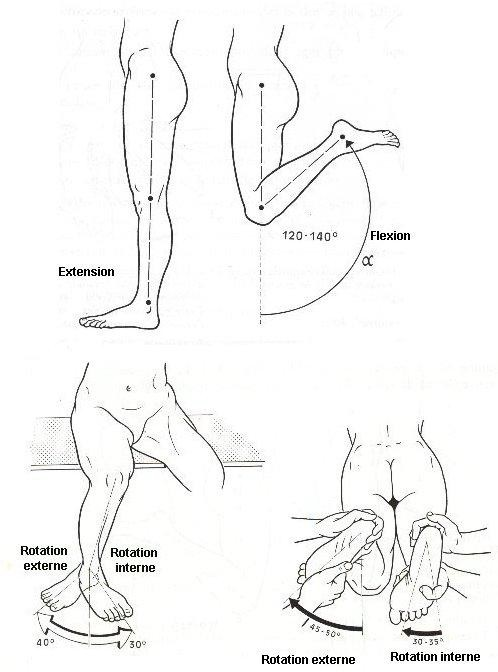 120-140°
Flexion
Extension
α
Rotation
externe
Rotation
interne
40°
30°
45-50°
30-35°
Rotation externe
Rotation interne